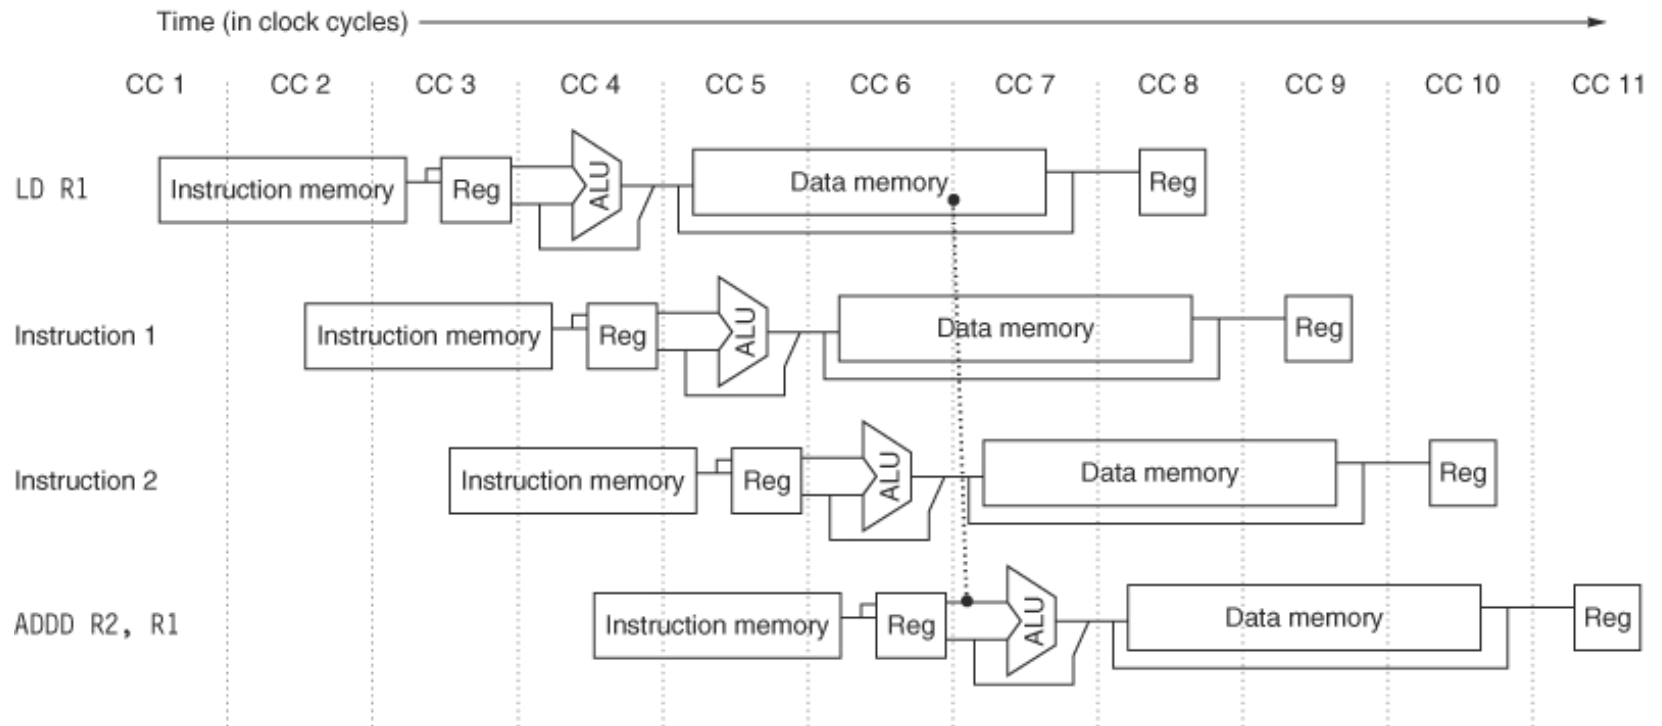 Time (in clock cycles)
CC 1 CC 2 CC 3 CC 4 CC 5 CC 6 CC 7 CC 8 CC 9 CC 10 CC 11
LD R1 Instruction memory Reg ALU Data memory Reg
Instruction 1 Instruction memory Reg ALU Data memory Reg
Instruction 2 Instruction memory Reg ALU Data memory Reg
ADDD R2, R1 Instruction memory Reg ALU Data memory Reg